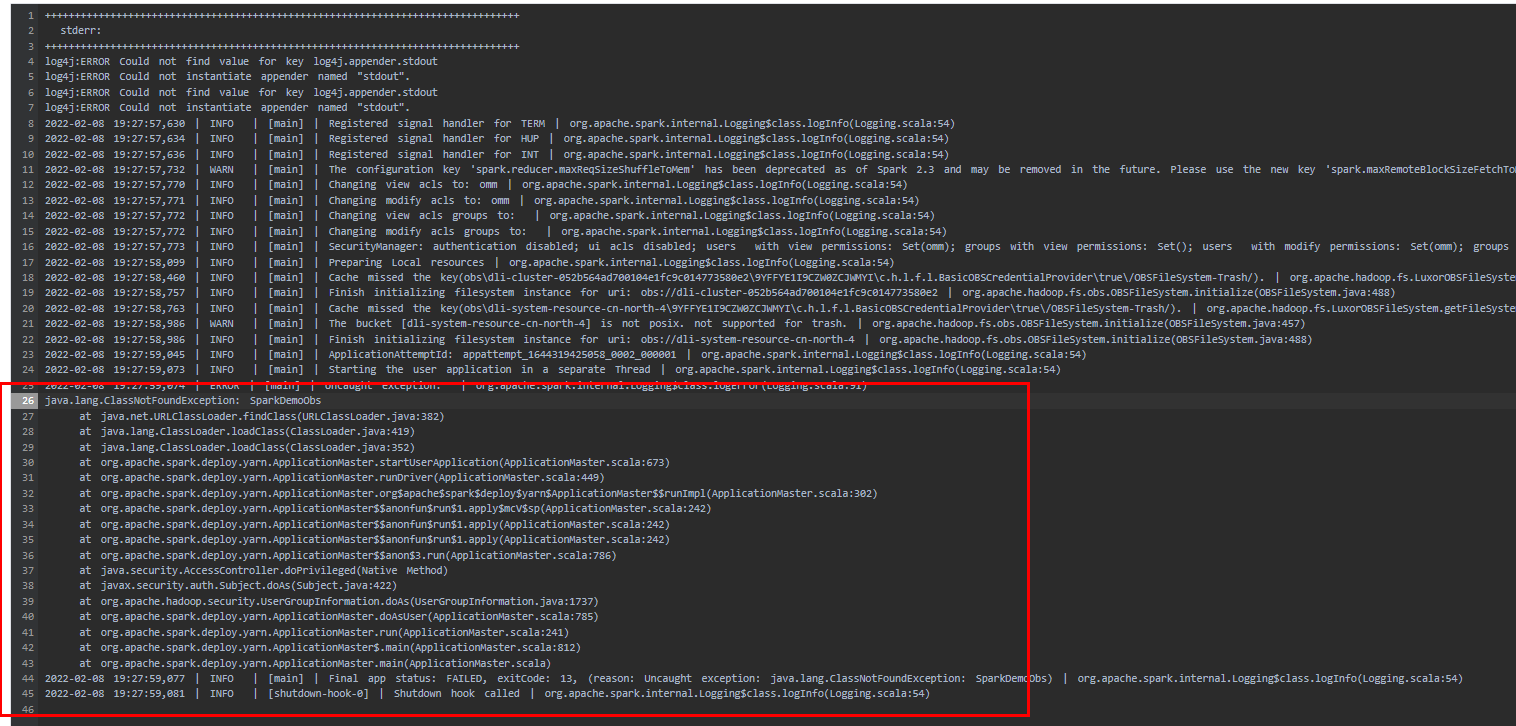 1 ++++++++++++++++++++++++++++++++++++++++++++++++++++++++++++++++++++++++++++++++
2 stderr:
3 ++++++++++++++++++++++++++++++++++++++++++++++++++++++++++++++++++++++++++++++++
4 log4j:ERROR Could not find value for key log4j.appender.stdout
5 log4j:ERROR Could not instantiate appender named "stdout".
6 log4j:ERROR Could not find value for key log4j.appender.stdout
7 log4j:ERROR Could not instantiate appender named "stdout".
8 2022-02-08 19:27:57,630 | INFO | [main] | Registered signal handler for TERM | org.apache.spark.internal.Logging$class.logInfo(Logging.scala:54)
9 2022-02-08 19:27:57,634 | INFO | [main] | Registered signal handler for HUP | org.apache.spark.internal.Logging$class.logInfo(Logging.scala:54)
10 2022-02-08 19:27:57,636 | INFO | [main] | Registered signal handler for INT | org.apache.spark.internal.Logging$class.logInfo(Logging.scala:54)
11 2022-02-08 19:27:57,732 | WARN | [main] | The configuration key 'spark.reducer.maxReqSizeShuffleToMem' has been deprecated as of Spark 2.3 and may be removed in the future. Please use the new key 'spark.maxRemoteBlockSizeFetchTo
12 2022-02-08 19:27:57,770 | INFO | [main] | Changing view acls to: omm | org.apache.spark.internal.Logging$class.logInfo(Logging.scala:54)
13 2022-02-08 19:27:57,771 | INFO | [main] | Changing modify acls to: omm | org.apache.spark.internal.Logging$class.logInfo(Logging.scala:54)
14 2022-02-08 19:27:57,772 | INFO | [main] | Changing view acls groups to: | org.apache.spark.internal.Logging$class.logInfo(Logging.scala:54)
15 2022-02-08 19:27:57,772 | INFO | [main] | Changing modify acls groups to: | org.apache.spark.internal.Logging$class.logInfo(Logging.scala:54)
16 2022-02-08 19:27:57,773 | INFO | [main] | SecurityManager: authentication disabled; ui acls disabled; users with view permissions: Set(omm); groups with view permissions: Set(); users with modify permissions: Set(omm); groups
17 2022-02-08 19:27:58,099 | INFO | [main] | Preparing Local resources | org.apache.spark.internal.Logging$class.logInfo(Logging.scala:54)
18 2022-02-08 19:27:58,460 | INFO | [main] | Cache missed the key(obs\dli-cluster-052b564ad700104e1fc9c014773580e2\9YFFYE1I9CZW0ZCJWMYI\c.h.l.f.l.BasicOBSCredentialProvider\true\/OBSFileSystem-Trash/). | org.apache.hadoop.fs.LuxorOBSFileSyste
19 2022-02-08 19:27:58,757 | INFO | [main] | Finish initializing filesystem instance for uri: obs://dli-cluster-052b564ad700104e1fc9c014773580e2 | org.apache.hadoop.fs.obs.OBSFileSystem.initialize(OBSFileSystem.java:488)
20 2022-02-08 19:27:58,763 | INFO | [main] | Cache missed the key(obs\dli-system-resource-cn-north-4\9YFFYE1I9CZW0ZCJWMYI\c.h.l.f.l.BasicOBSCredentialProvider\true\/OBSFileSystem-Trash/). | org.apache.hadoop.fs.LuxorOBSFileSystem.getFilesystem
21 2022-02-08 19:27:58,986 | WARN | [main] | The bucket [dli-system-resource-cn-north-4] is not posix. not supported for trash. | org.apache.hadoop.fs.obs.OBSFileSystem.initialize(OBSFileSystem.java:457)
22 2022-02-08 19:27:58,986 | INFO | [main] | Finish initializing filesystem instance for uri: obs://dli-system-resource-cn-north-4 | org.apache.hadoop.fs.obs.OBSFileSystem.initialize(OBSFileSystem.java:488)
23 2022-02-08 19:27:59,045 | INFO | [main] | ApplicationAttemptId: appattempt_1644319425058_0002_000001 | org.apache.spark.internal.Logging$class.logInfo(Logging.scala:54)
24 2022-02-08 19:27:59,073 | INFO | [main] | Starting the user application in a separate Thread | org.apache.spark.internal.Logging$class.logInfo(Logging.scala:54)
25 2022-02-08 19:27:59,074 | ERROR | [main] | Uncaught exception: | org.apache.spark.internal.Logging$class.logError(Logging.scala:91)
26 java.lang.ClassNotFoundException: SparkDemoObs
27 at java.net.URLClassLoader.findClass(URLClassLoader.java:382)
28 at java.lang.ClassLoader.loadClass(ClassLoader.java:419)
29 at java.lang.ClassLoader.loadClass(ClassLoader.java:352)
30 at org.apache.spark.deploy.yarn.ApplicationMaster.startUserApplication(ApplicationMaster.scala:673)
31 at org.apache.spark.deploy.yarn.ApplicationMaster.runDriver(ApplicationMaster.scala:449)
32 at org.apache.spark.deploy.yarn.ApplicationMaster.org$apache$spark$deploy$yarn$ApplicationMaster$$runImpl(ApplicationMaster.scala:302)
33 at org.apache.spark.deploy.yarn.ApplicationMaster$$anonfun$run$1.apply$mcV$sp(ApplicationMaster.scala:242)
34 at org.apache.spark.deploy.yarn.ApplicationMaster$$anonfun$run$1.apply(ApplicationMaster.scala:242)
35 at org.apache.spark.deploy.yarn.ApplicationMaster$$anonfun$run$1.apply(ApplicationMaster.scala:242)
36 at org.apache.spark.deploy.yarn.ApplicationMaster$$anon$3.run(ApplicationMaster.scala:786)
37 at java.security.AccessController.doPrivileged(Native Method)
38 at javax.security.auth.Subject.doAs(Subject.java:422)
39 at org.apache.hadoop.security.UserGroupInformation.doAs(UserGroupInformation.java:1737)
40 at org.apache.spark.deploy.yarn.ApplicationMaster.doAsUser(ApplicationMaster.scala:785)
41 at org.apache.spark.deploy.yarn.ApplicationMaster.run(ApplicationMaster.scala:241)
42 at org.apache.spark.deploy.yarn.ApplicationMaster$.main(ApplicationMaster.scala:812)
43 at org.apache.spark.deploy.yarn.ApplicationMaster.main(ApplicationMaster.scala)
44 2022-02-08 19:27:59,077 | INFO | [main] | Final app status: FAILED, exitCode: 13, (reason: Uncaught exception: java.lang.ClassNotFoundException: SparkDemoObs) | org.apache.spark.internal.Logging$class.logInfo(Logging.scala:54)
45 2022-02-08 19:27:59,081 | INFO | [shutdown-hook-0] | Shutdown hook called | org.apache.spark.internal.Logging$class.logInfo(Logging.scala:54)
46